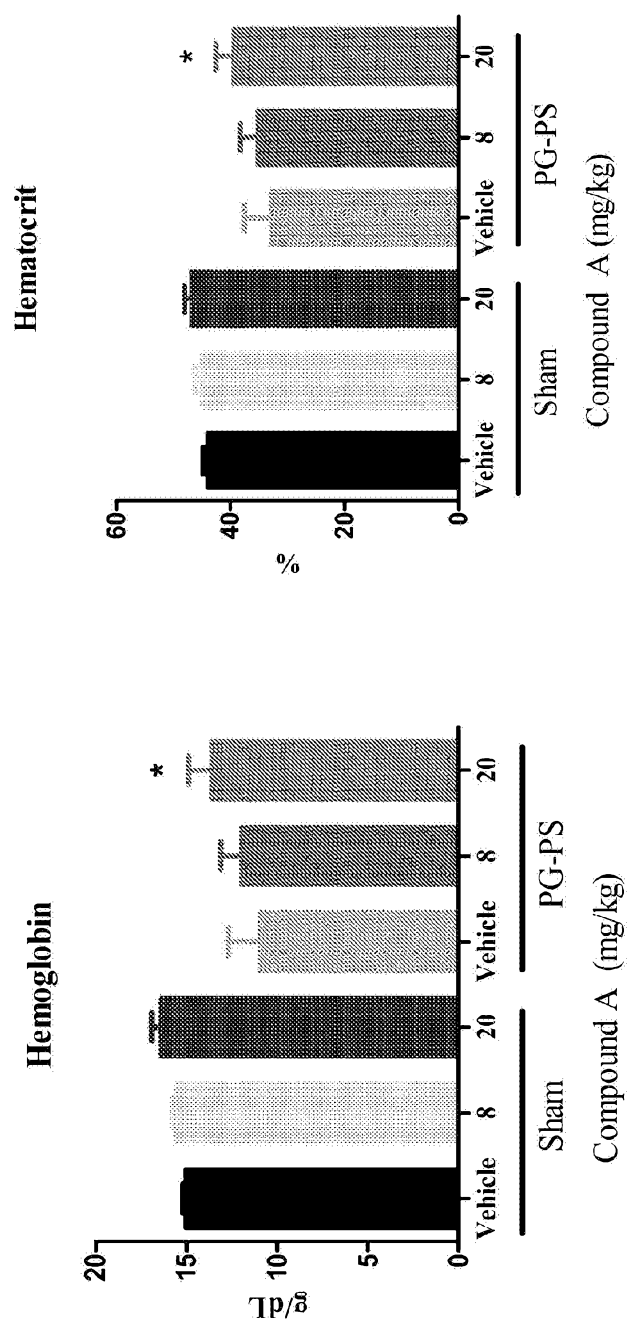 Hemoglobin
g/dL
20
15
10
5
0
Vehicle 8 20 Vehicle 8 20
*
Sham PG-PS
Compound A (mg/kg)
Hematocrit
%
60
40
20
0
Vehicle 8 20 Vehicle 8 20
*
Sham PG-PS
Compound A (mg/kg)